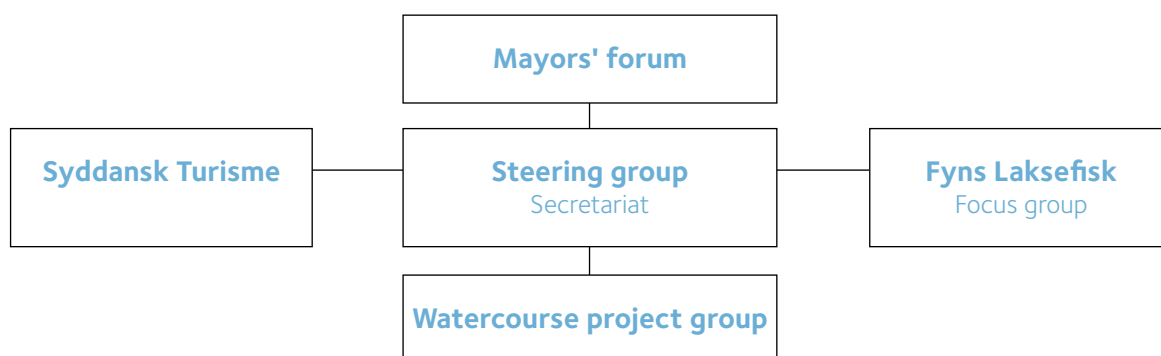 Mayors' forum
Syddansk Turisme
Steering group
Secretariat
Fyns Laksefisk
Focus group
Watercourse project group